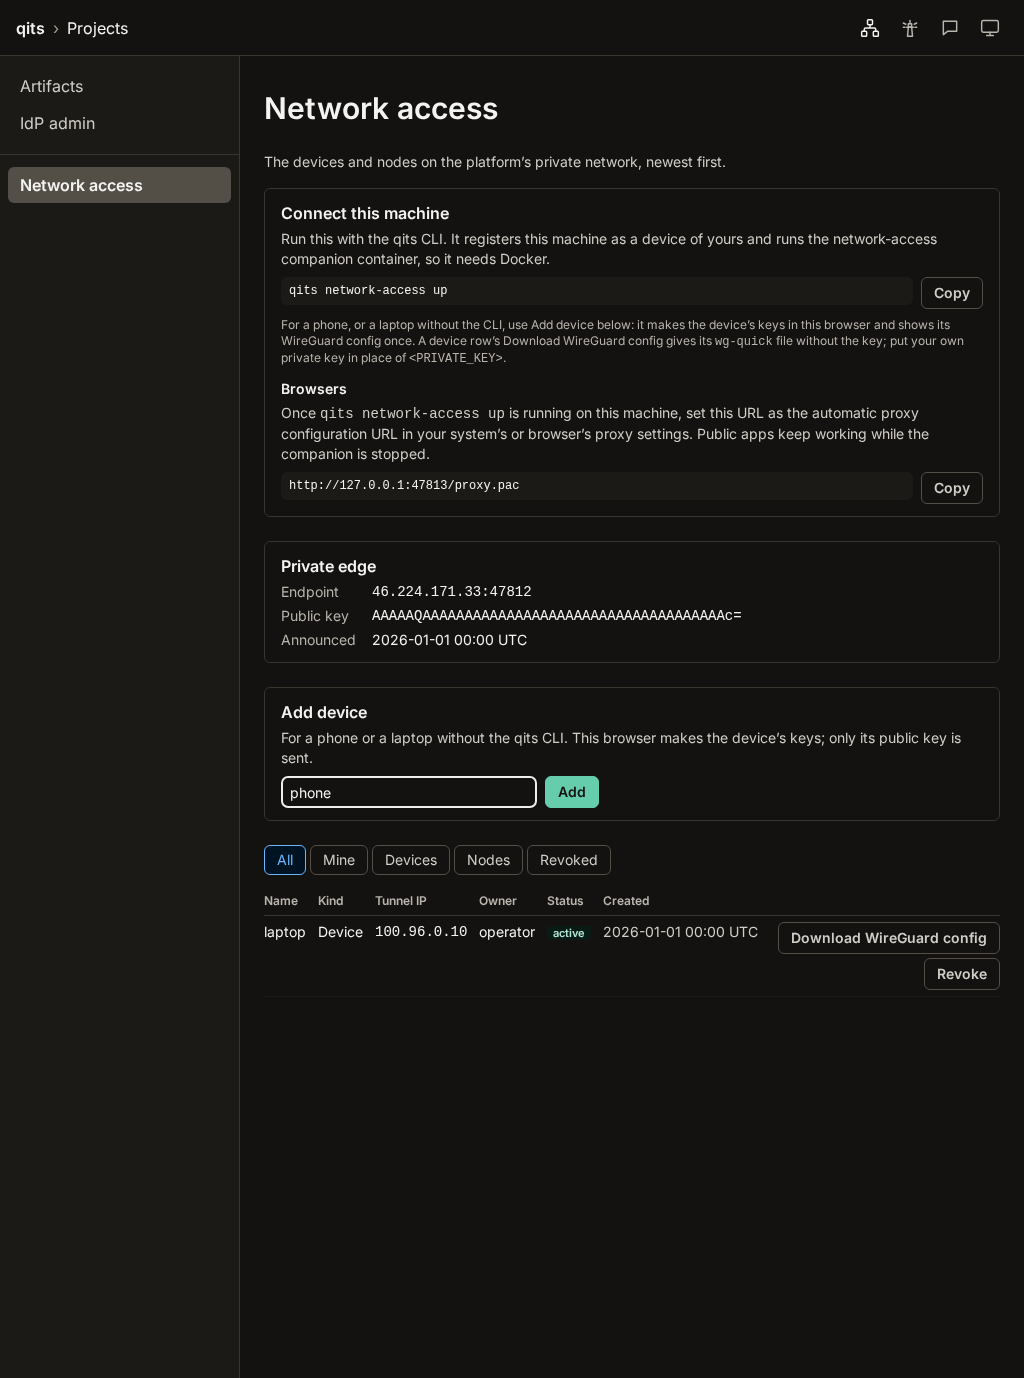 qits › Projects
Artifacts
IdP admin
Network access
Network access
The devices and nodes on the platform’s private network, newest first.
Connect this machine
Run this with the qits CLI. It registers this machine as a device of yours and runs the network-access
companion container, so it needs Docker.
qits network-access up
Copy
For a phone, or a laptop without the CLI, use Add device below: it makes the device’s keys in this browser and shows its
WireGuard config once. A device row’s Download WireGuard config gives its wg-quick file without the key; put your own
private key in place of <PRIVATE_KEY>.
Browsers
Once qits network-access up is running on this machine, set this URL as the automatic proxy
configuration URL in your system’s or browser’s proxy settings. Public apps keep working while the
companion is stopped.
http://127.0.0.1:47813/proxy.pac
Copy
Private edge
Endpoint 46.224.171.33:47812
Public key AAAAAQAAAAAAAAAAAAAAAAAAAAAAAAAAAAAAAAAAAAc=
Announced 2026-01-01 00:00 UTC
Add device
For a phone or a laptop without the qits CLI. This browser makes the device’s keys; only its public key is
sent.
phone
Add
All Mine Devices Nodes Revoked
Name Kind Tunnel IP Owner Status Created
laptop Device 100.96.0.10 operator active 2026-01-01 00:00 UTC Download WireGuard config
Revoke